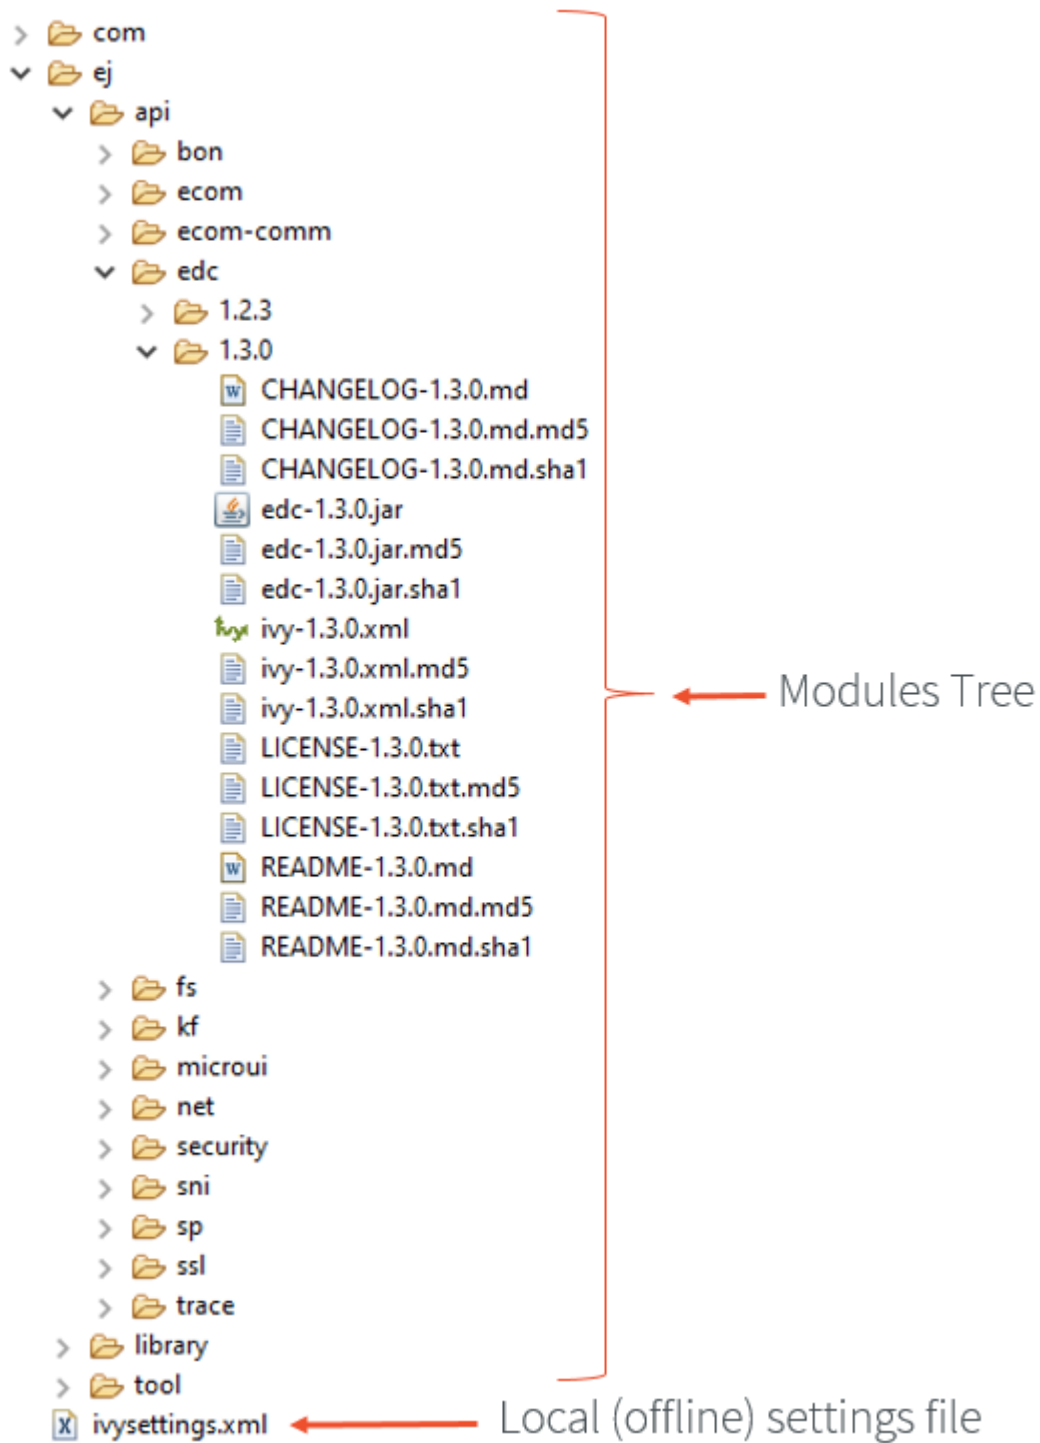 com
ej
api
bon
ecom
ecom-comm
edc
1.2.3
1.3.0
CHANGELOG-1.3.0.md
CHANGELOG-1.3.0.md.md5
CHANGELOG-1.3.0.md.sha1
edc-1.3.0.jar
edc-1.3.0.jar.md5
edc-1.3.0.jar.sha1
ivy ivy-1.3.0.xml
ivy-1.3.0.xml.md5
ivy-1.3.0.xml.sha1
Modules Tree
LICENSE-1.3.0.txt
LICENSE-1.3.0.txt.md5
LICENSE-1.3.0.txt.sha1
README-1.3.0.md
README-1.3.0.md.md5
README-1.3.0.md.sha1
fs
kf
microui
net
security
sni
sp
ssl
trace
library
tool
ivysettings.xml Local (offline) settings file